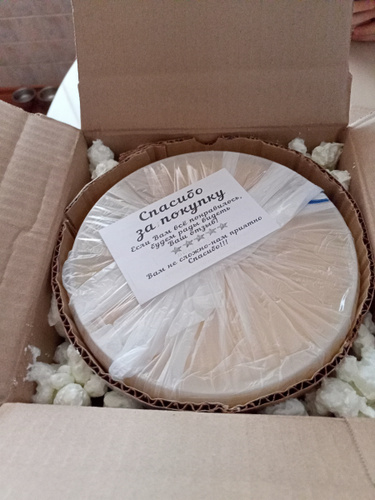 Спасибо
за покупку
Если Вам всё понравилось,
будем рады видеть
Ваш отзыв!
Вам не сложно-нам приятно
Спасибо!!!